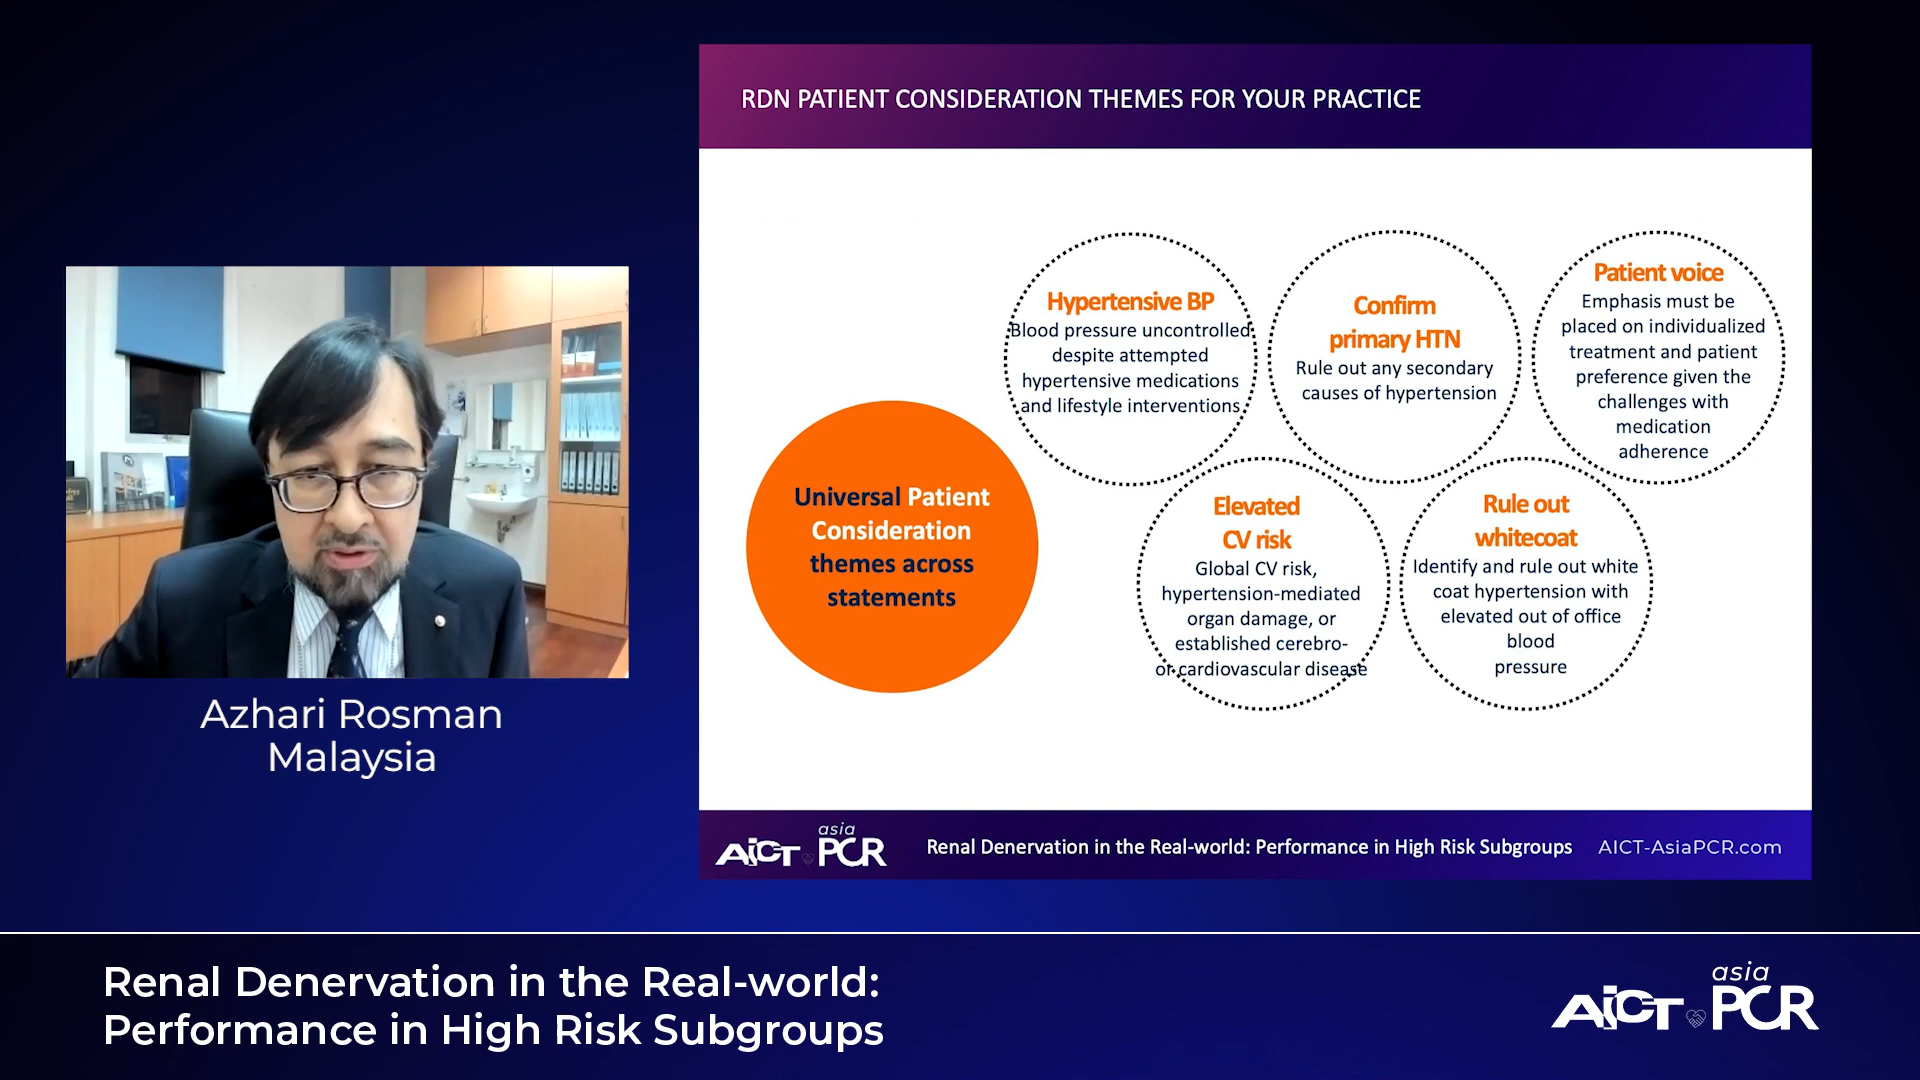 RDN PATIENT CONSIDERATION THEMES FOR YOUR PRACTICE
Universal Patient
Consideration
themes across
statements
Hypertensive BP
Blood pressure uncontrolled
despite attempted
hypertensive medications
and lifestyle interventions.
Confirm
primary HTN
Rule out any secondary
causes of hypertension
Patient voice
Emphasis must be
placed on individualized
treatment and patient
preference given the
challenges with
medication
adherence
Elevated
CV risk
Global CV risk,
hypertension-mediated
organ damage, or
established cerebro-
or cardiovascular disease
Rule out
whitecoat
Identify and rule out white
coat hypertension with
elevated out of office
blood
pressure
AICT asia PCR
Renal Denervation in the Real-world: Performance in High Risk Subgroups
AICT-AsiaPCR.com
Azhari Rosman
Malaysia
Renal Denervation in the Real-world:
Performance in High Risk Subgroups
AICT asia PCR